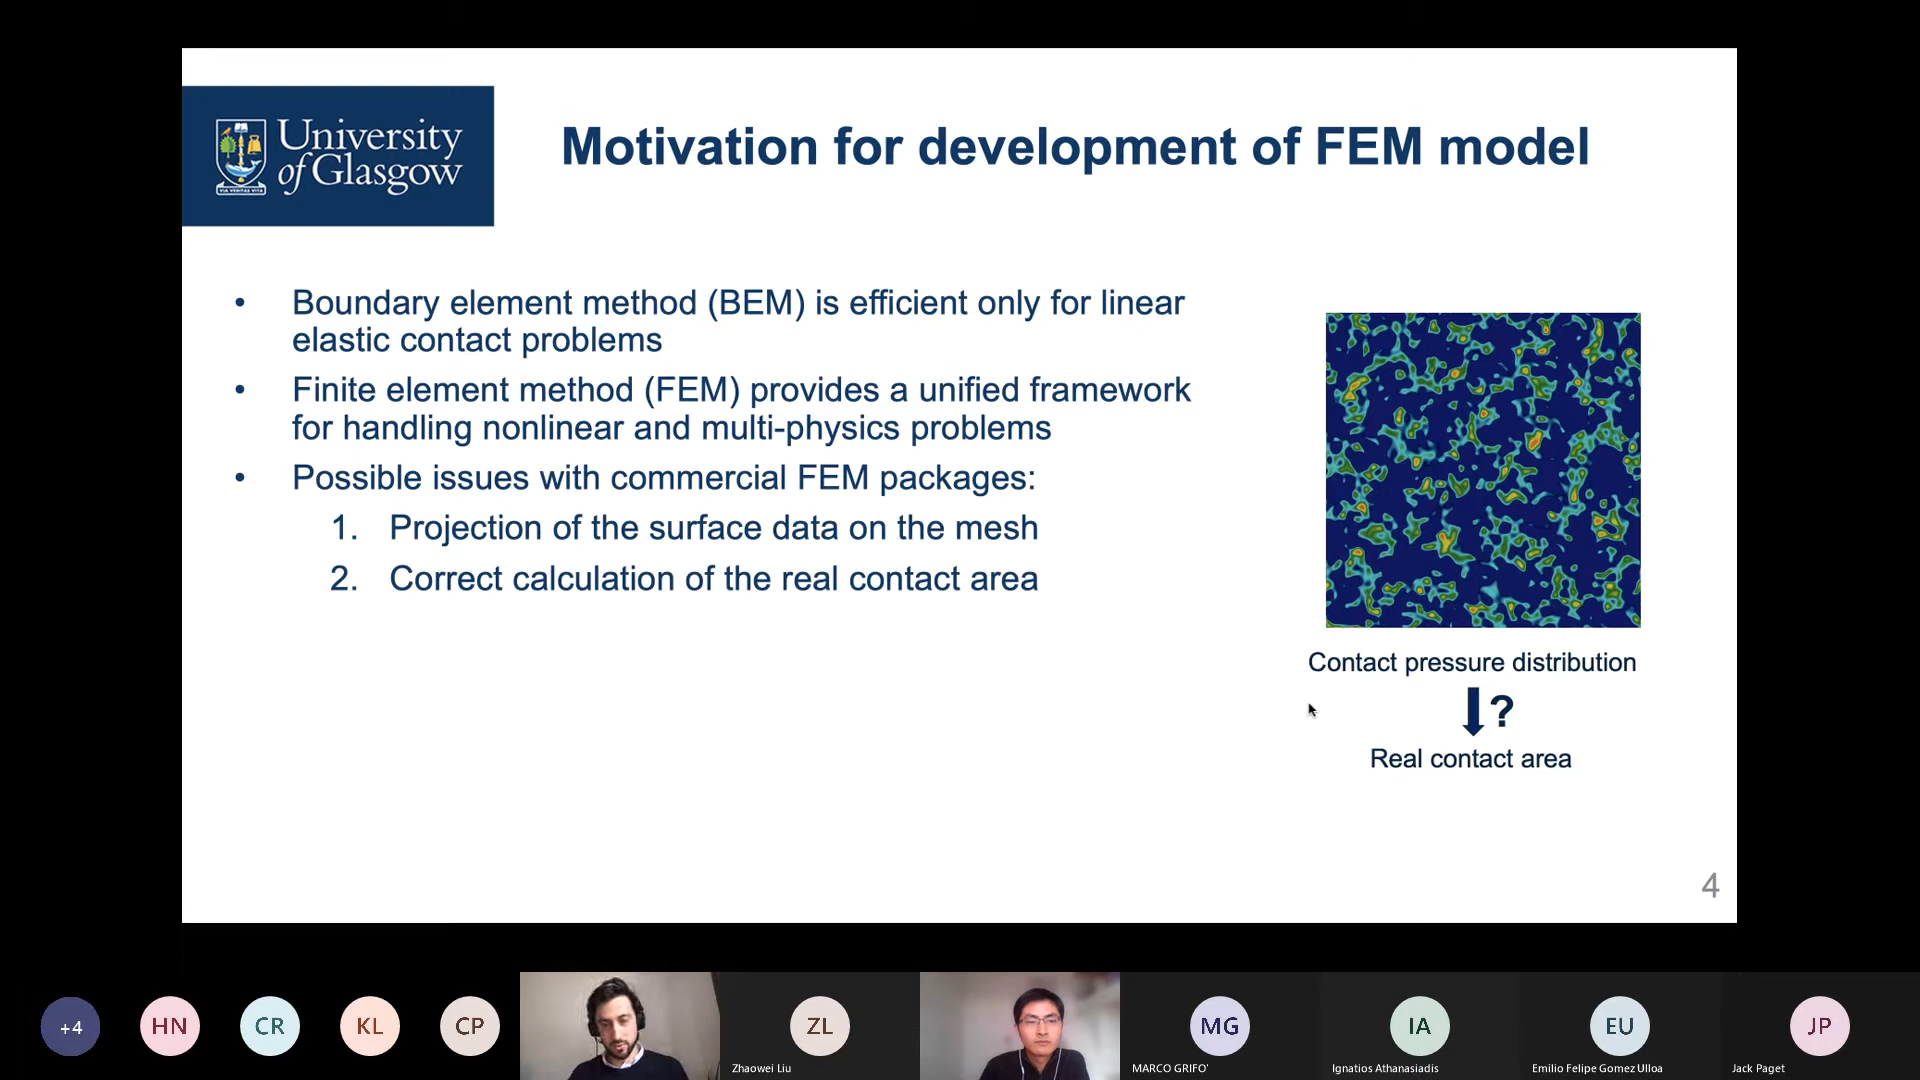 University
of Glasgow
VIA VERITAS VITA
Motivation for development of FEM model
• Boundary element method (BEM) is efficient only for linear
elastic contact problems
• Finite element method (FEM) provides a unified framework
for handling nonlinear and multi-physics problems
• Possible issues with commercial FEM packages:
1. Projection of the surface data on the mesh
2. Correct calculation of the real contact area
Contact pressure distribution
?
Real contact area
4
+4
HN
CR
KL
CP
ZL
Zhaowei Liu
MG
MARCO GRIFO'
IA
Ignatios Athanasiadis
EU
Emilio Felipe Gomez Ulloa
JP
Jack Paget